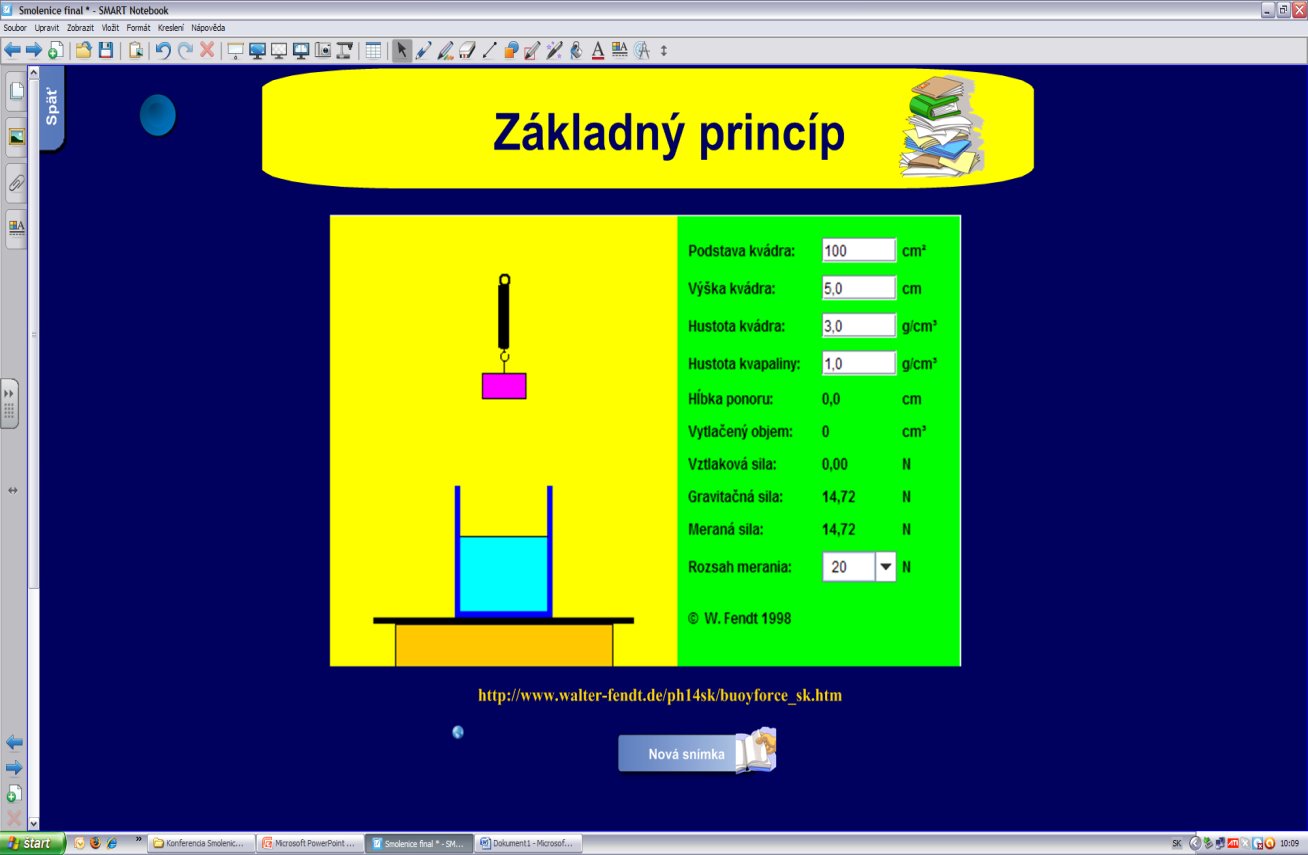 Smolenice final * - SMART Notebook
Soubor Upravit Zobrazit Vložit Formát Kreslení Nápověda
Späť
Základný princíp
Podstava kvádra: 100 cm²
Výška kvádra: 5,0 cm
Hustota kvádra: 3,0 g/cm³
Hustota kvapaliny: 1,0 g/cm³
Hĺbka ponoru: 0,0 cm
Vytlačený objem: 0 cm³
Vztlaková sila: 0,00 N
Gravitačná sila: 14,72 N
Meraná sila: 14,72 N
Rozsah merania: 20 N
© W. Fendt 1998
http://www.walter-fendt.de/ph14sk/buoyforce_sk.htm
Nová snímka
start » Konferencia Smolenic... Microsoft PowerPoint ... Smolenice final * - SM... Dokument1 - Microsof... SK ATI 10:09